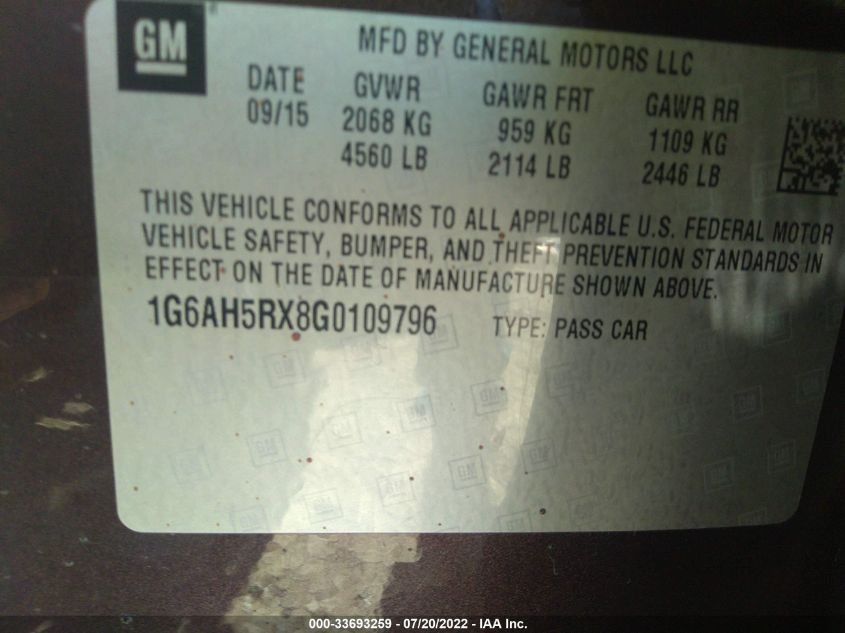 GM
MFD BY GENERAL MOTORS LLC
DATE GVWR GAWR FRT GAWR RR
09/15 2068 KG 959 KG 1109 KG
4560 LB 2114 LB 2446 LB
THIS VEHICLE CONFORMS TO ALL APPLICABLE U.S. FEDERAL MOTOR
VEHICLE SAFETY, BUMPER, AND THEFT PREVENTION STANDARDS IN
EFFECT ON THE DATE OF MANUFACTURE SHOWN ABOVE.
1G6AH5RX8G0109796 TYPE: PASS CAR
000-33693259 - 07/20/2022 - IAA Inc.